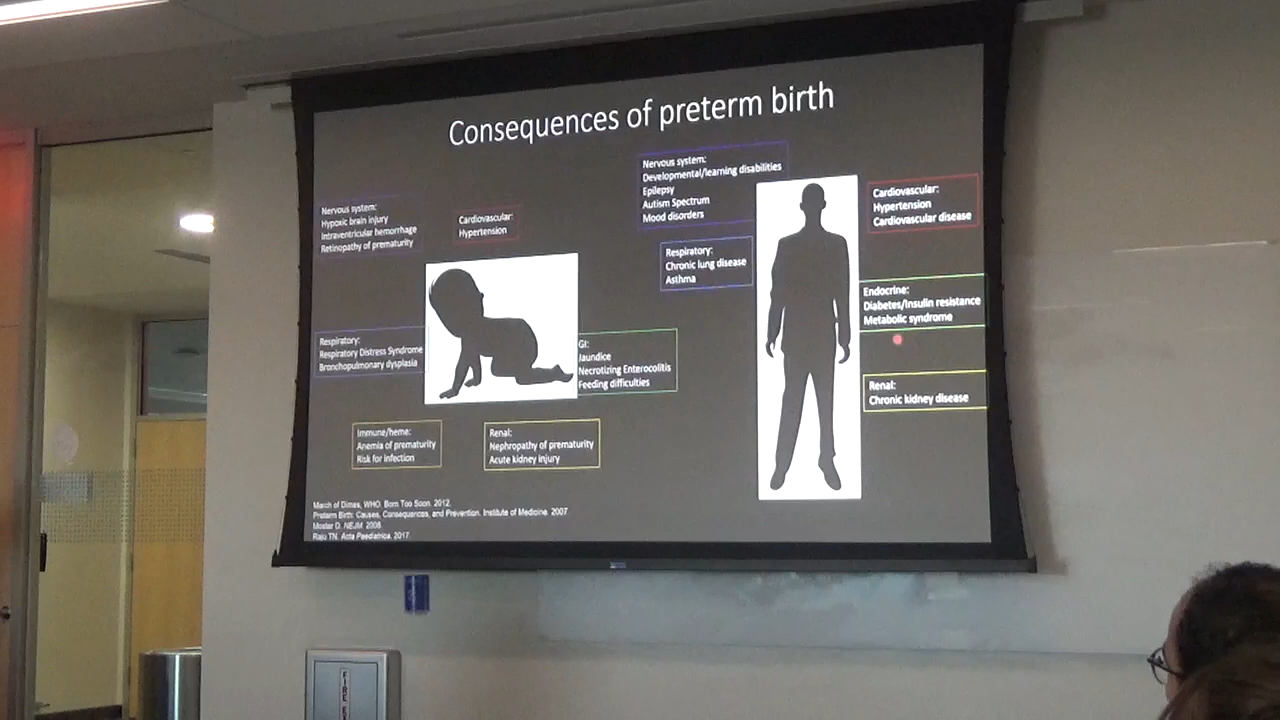 Consequences of preterm birth
Nervous system:
Hypoxic brain injury
Intraventricular hemorrhage
Retinopathy of prematurity
Cardiovascular:
Hypertension
Respiratory:
Respiratory Distress Syndrome
Bronchopulmonary dysplasia
GI:
Jaundice
Necrotizing Enterocolitis
Feeding difficulties
Immune/heme:
Anemia of prematurity
Risk for infection
Renal:
Nephropathy of prematurity
Acute kidney injury
Nervous system:
Developmental/learning disabilities
Epilepsy
Autism Spectrum
Mood disorders
Respiratory:
Chronic lung disease
Asthma
Cardiovascular:
Hypertension
Cardiovascular disease
Endocrine:
Diabetes/Insulin resistance
Metabolic syndrome
Renal:
Chronic kidney disease
March of Dimes, WHO. Born Too Soon. 2012.
Preterm Birth: Causes, Consequences, and Prevention. Institute of Medicine. 2007.
D. NEJM. 2008.
Raju TN. Acta Paediatrica. 2017.
FIRE